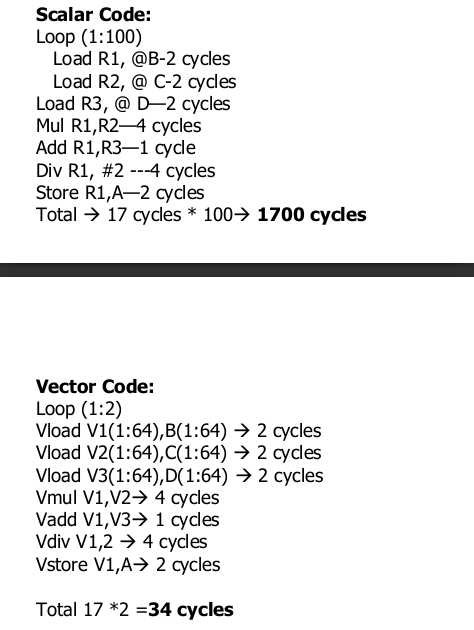 Scalar Code:
Loop (1:100)
Load R1, @B-2 cycles
Load R2, @ C-2 cycles
Load R3, @ D—2 cycles
Mul R1,R2—4 cycles
Add R1,R3—1 cycle
Div R1, #2 ---4 cycles
Store R1,A—2 cycles
Total → 17 cycles * 100→ 1700 cycles
Vector Code:
Loop (1:2)
Vload V1(1:64),B(1:64) → 2 cycles
Vload V2(1:64),C(1:64) → 2 cycles
Vload V3(1:64),D(1:64) → 2 cycles
Vmul V1,V2→ 4 cycles
Vadd V1,V3→ 1 cycles
Vdiv V1,2 → 4 cycles
Vstore V1,A→ 2 cycles
Total 17 *2 =34 cycles